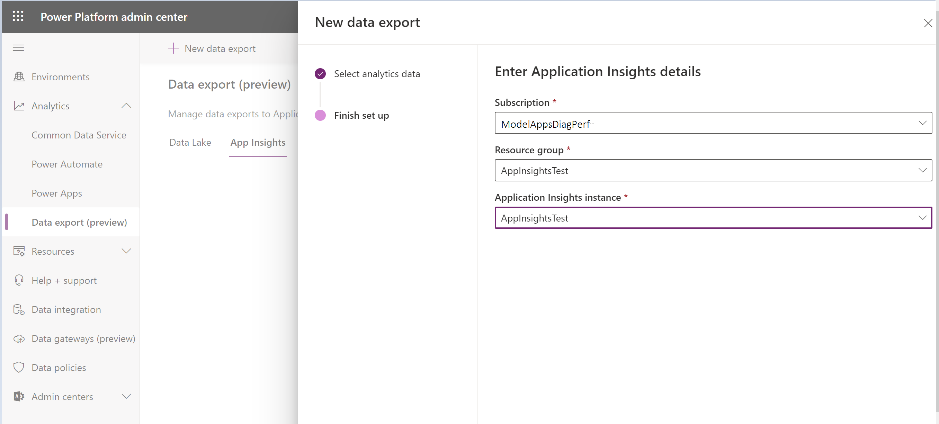 Power Platform admin center
Environments
Analytics
Common Data Service
Power Automate
Power Apps
Data export (preview)
Resources
Help + support
Data integration
Data gateways (preview)
Data policies
Admin centers
New data export
Data export (preview)
Manage data exports to Applic
Data Lake App Insights
New data export
Select analytics data
Finish set up
Enter Application Insights details
Subscription *
ModelAppsDiagPerf
Resource group *
AppInsightsTest
Application Insights instance *
AppInsightsTest